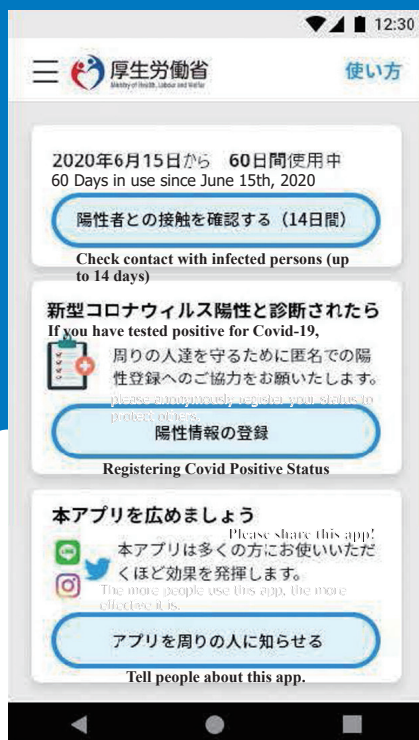 12:30
厚生労働省
Ministry of Health, Labour and Welfare
使い方
2020年6月15日から 60日間使用中
60 Days in use since June 15th, 2020
陽性者との接触を確認する（14日間）
Check contact with infected persons (up
to 14 days)
新型コロナウィルス陽性と診断されたら
If you have tested positive for Covid-19,
周りの人達を守るために匿名での陽
性登録へのご協力をお願いいたします。
please anonymously register your status to
protect others.
陽性情報の登録
Registering Covid Positive Status
本アプリを広めましょう
Please share this app!
本アプリは多くの方にお使いいただ
くほど効果を発揮します。
The more people use this app, the more
effective it is.
アプリを周りの人に知らせる
Tell people about this app.